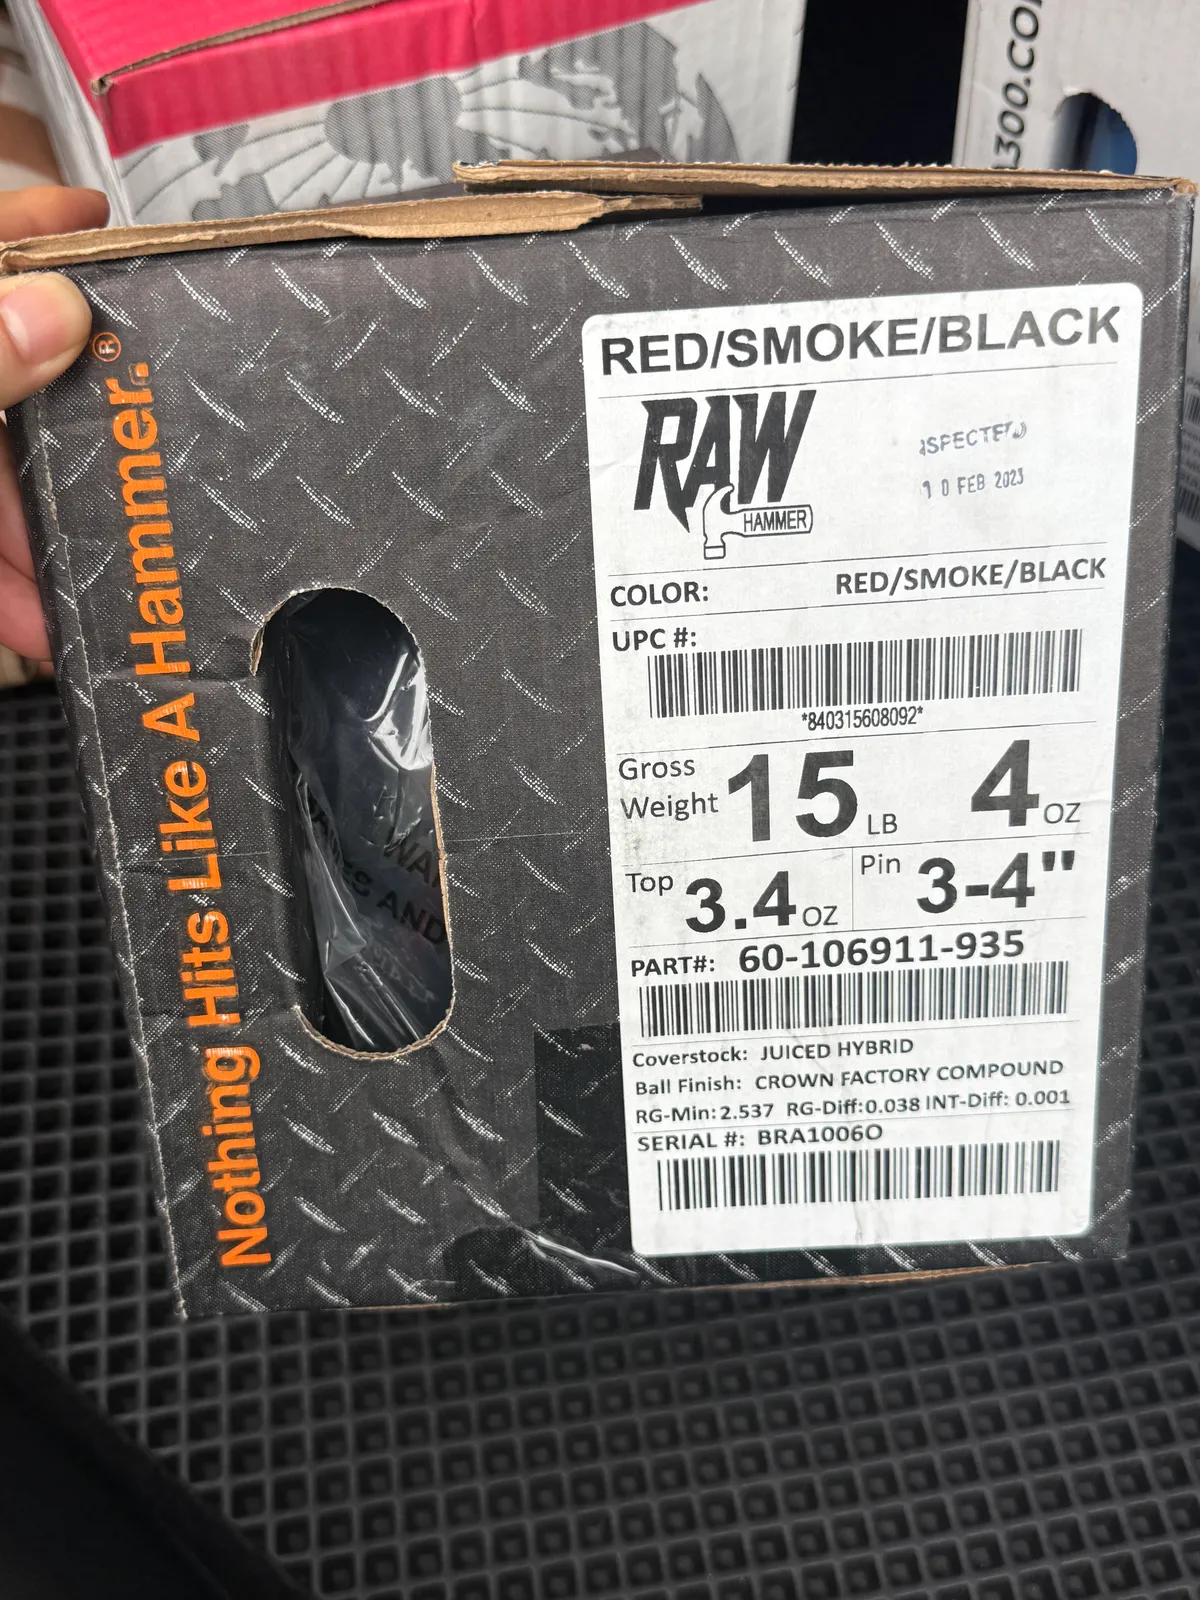 300.CO
Nothing Hits Like A Hammer.®
RED/SMOKE/BLACK
RAW
HAMMER
10 FEB 2023
COLOR: RED/SMOKE/BLACK
UPC #:
*840315608092*
Gross Weight 15 LB 4 OZ
Top 3.4 OZ Pin 3-4"
PART#: 60-106911-935
Coverstock: JUICED HYBRID
Ball Finish: CROWN FACTORY COMPOUND
RG-Min: 2.537 RG-Diff: 0.038 INT-Diff: 0.001
SERIAL #: BRA1006O
AND